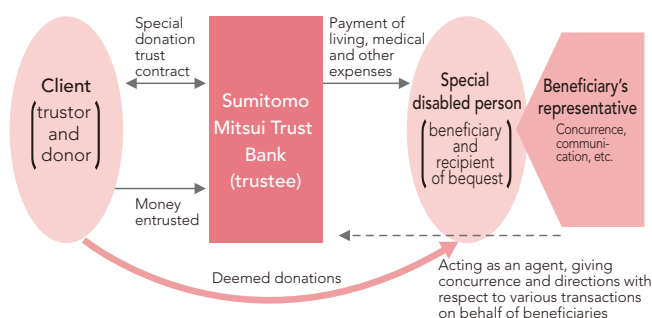 Special
donation
trust
contract
Payment of
living, medical
and other
expenses
Client
(trustor
and
donor)
Sumitomo
Mitsui Trust
Bank
(trustee)
Special
disabled person
(beneficiary
and
recipient
of bequest)
Beneficiary's
representative
Concurrence,
communi-
cation, etc.
Money
entrusted
Deemed donations
Acting as an agent, giving
concurrence and directions with
respect to various transactions
on behalf of beneficiaries